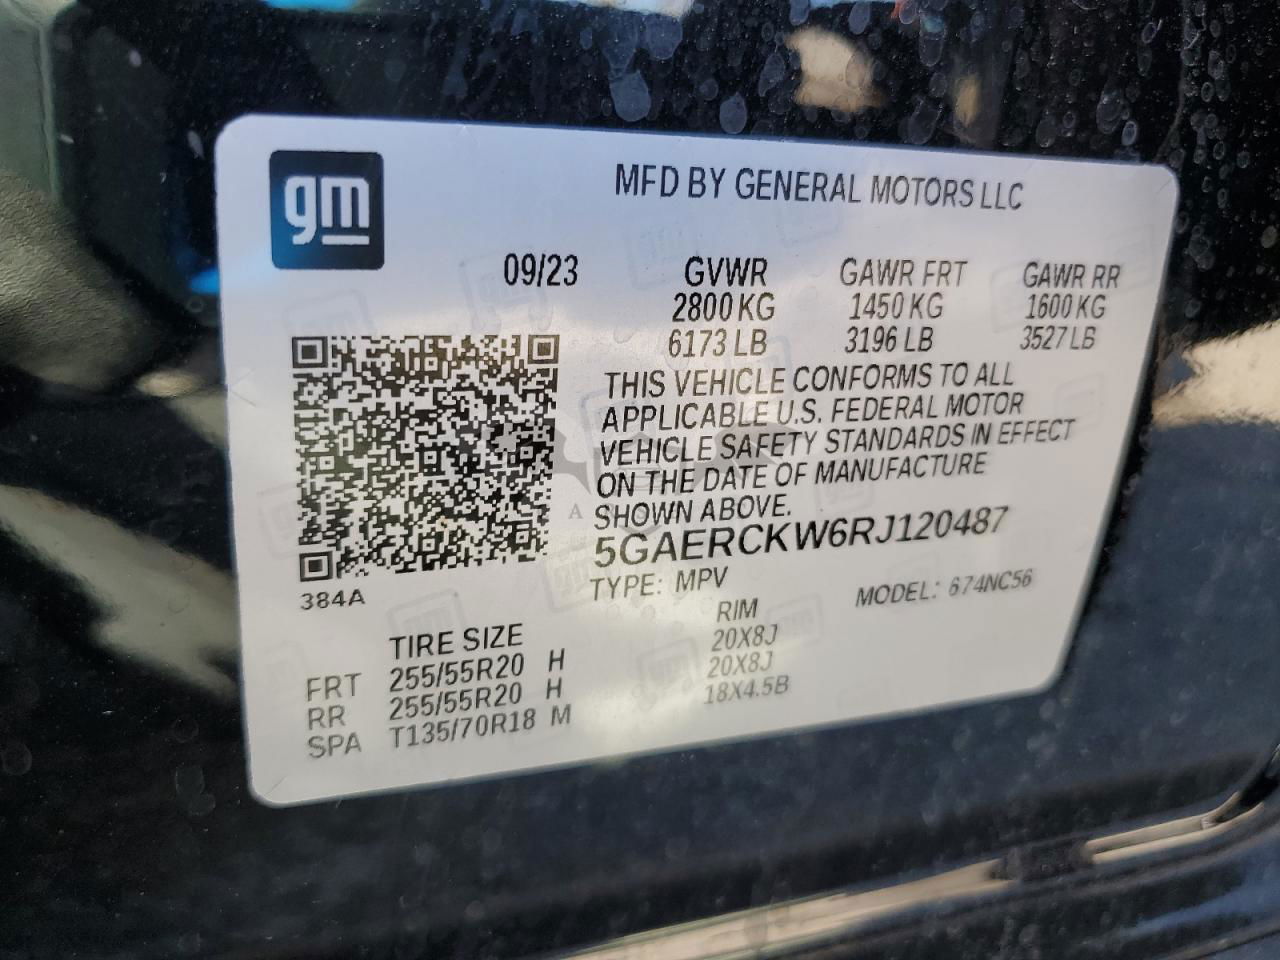 gm
MFD BY GENERAL MOTORS LLC
09/23 GVWR GAWR FRT GAWR RR
2800 KG 1450 KG 1600 KG
6173 LB 3196 LB 3527 LB
THIS VEHICLE CONFORMS TO ALL
APPLICABLE U.S. FEDERAL MOTOR
VEHICLE SAFETY STANDARDS IN EFFECT
ON THE DATE OF MANUFACTURE
SHOWN ABOVE.
5GAERCKW6RJ120487
TYPE: MPV MODEL: 674NC56
384A
TIRE SIZE RIM
FRT 255/55R20 H 20X8J
RR 255/55R20 H 20X8J
SPA T135/70R18 M 18X4.5B